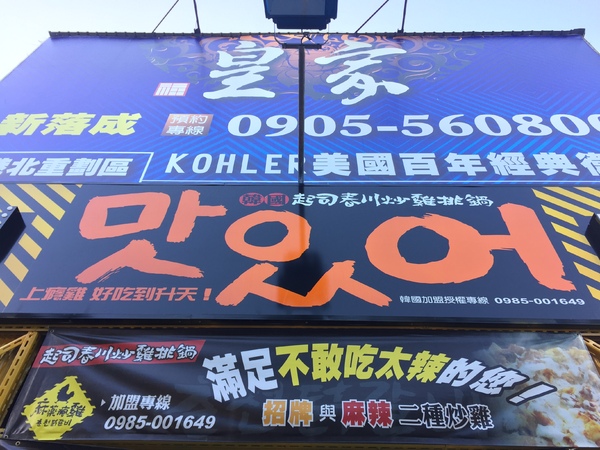 皇家
新落成 預約專線 0905-560800
北重劃區 KOHLER美國百年經典衛
韓國 起司春川炒雞排鍋
맛있어
上癮雞 好吃到升天！
韓國加盟授權專線 0985-001649
起司春川炒雞排鍋
滿足不敢吃太辣的您！
加盟專線
0985-001649
招牌與麻辣二種炒雞